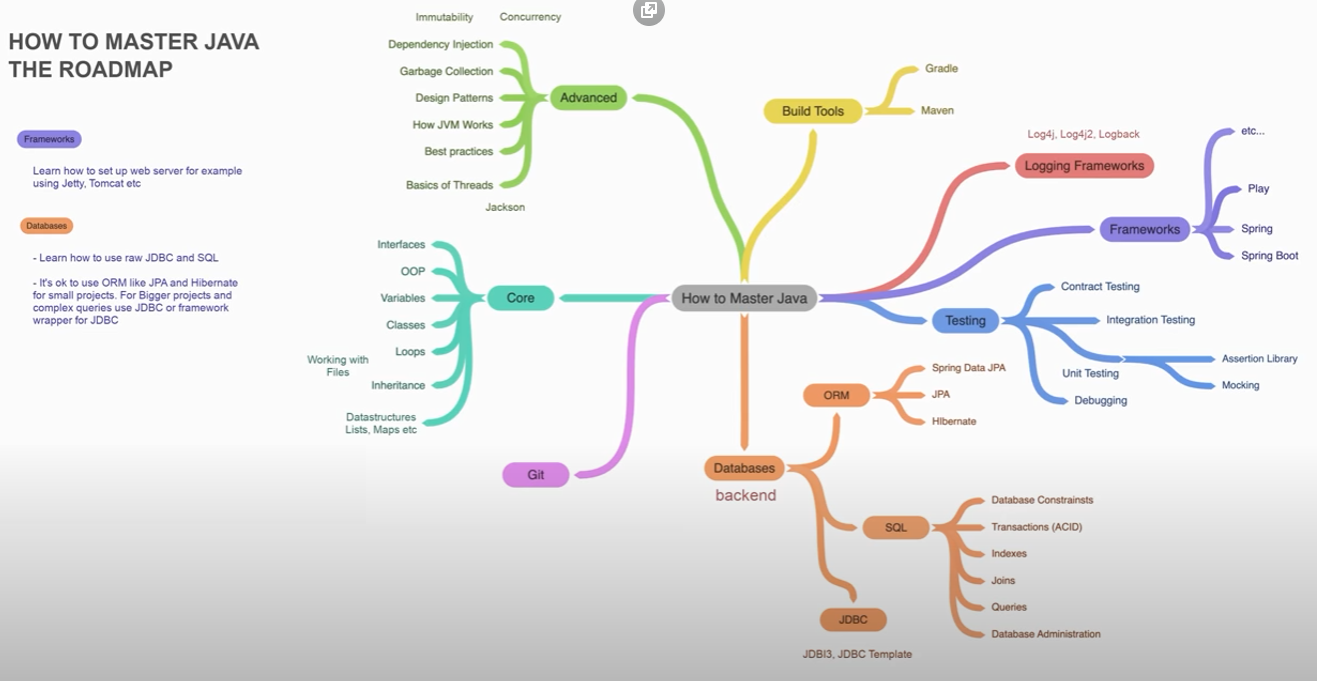 HOW TO MASTER JAVA
THE ROADMAP
Frameworks
Learn how to set up web server for example
using Jetty, Tomcat etc
Databases
- Learn how to use raw JDBC and SQL
- It's ok to use ORM like JPA and Hibernate
for small projects. For Bigger projects and
complex queries use JDBC or framework
wrapper for JDBC
Immutability
Concurrency
Dependency Injection
Garbage Collection
Design Patterns
How JVM Works
Best practices
Basics of Threads
Jackson
Advanced
Interfaces
OOP
Variables
Classes
Loops
Working with
Files
Inheritance
Datastructures
Lists, Maps etc
Core
Git
How to Master Java
Build Tools
Gradle
Maven
Log4j, Log4j2, Logback
Logging Frameworks
Frameworks
etc...
Play
Spring
Spring Boot
Testing
Contract Testing
Integration Testing
Unit Testing
Assertion Library
Mocking
Debugging
Databases
backend
ORM
Spring Data JPA
JPA
HIbernate
SQL
Database Constrainsts
Transactions (ACID)
Indexes
Joins
Queries
Database Administration
JDBC
JDBI3, JDBC Template